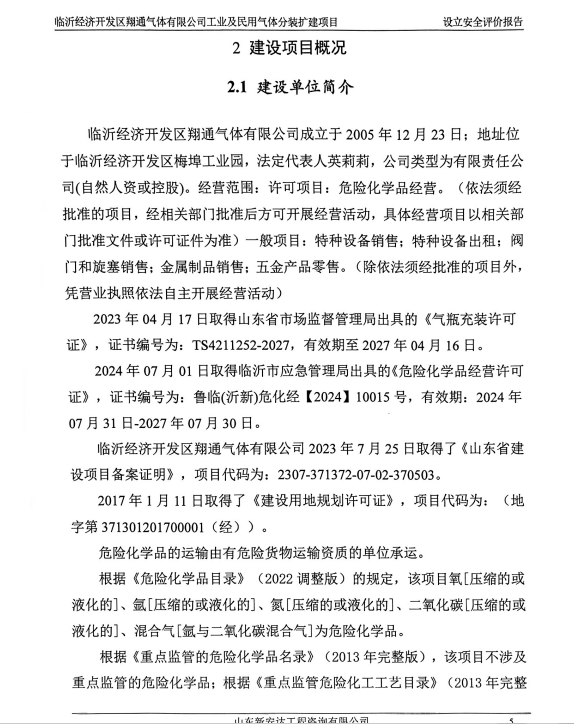 临沂经济开发区翔通气体有限公司工业及民用气体分装扩建项目 设立安全评价报告
2 建设项目概况
2.1 建设单位简介
临沂经济开发区翔通气体有限公司成立于 2005 年 12 月 23 日；地址位
于临沂经济开发区梅埠工业园，法定代表人英莉莉，公司类型为有限责任公
司(自然人资或控股)。经营范围：许可项目：危险化学品经营。（依法须经
批准的项目，经相关部门批准后方可开展经营活动，具体经营项目以相关部
门批准文件或许可证件为准）一般项目：特种设备销售；特种设备出租；阀
门和旋塞销售；金属制品销售；五金产品零售。（除依法须经批准的项目外，
凭营业执照依法自主开展经营活动）
2023 年 04 月 17 日取得山东省市场监督管理局出具的《气瓶充装许可
证》，证书编号为：TS4211252-2027，有效期至 2027 年 04 月 16 日。
2024 年 07 月 01 日取得临沂市应急管理局出具的《危险化学品经营许可
证》，证书编号为：鲁临(沂新)危化经【2024】10015 号，有效期：2024 年
07 月 31 日-2027 年 07 月 30 日。
临沂经济开发区翔通气体有限公司 2023 年 7 月 25 日取得了《山东省建
设项目备案证明》，项目代码为：2307-371372-07-02-370503。
2017 年 1 月 11 日取得了《建设用地规划许可证》，项目代码为：（地
字第 371301201700001（经））。
危险化学品的运输由有危险货物运输资质的单位承运。
根据《危险化学品目录》（2022 调整版）的规定，该项目氧[压缩的或
液化的]、氩[压缩的或液化的]、氮[压缩的或液化的]、二氧化碳[压缩的或
液化的]、混合气[氩与二氧化碳混合气]为危险化学品。
根据《重点监管的危险化学品名录》（2013 年完整版），该项目不涉及
重点监管的危险化学品；根据《重点监管危险化工工艺目录》（2013 年完整
山东新安达工程咨询有限公司 5